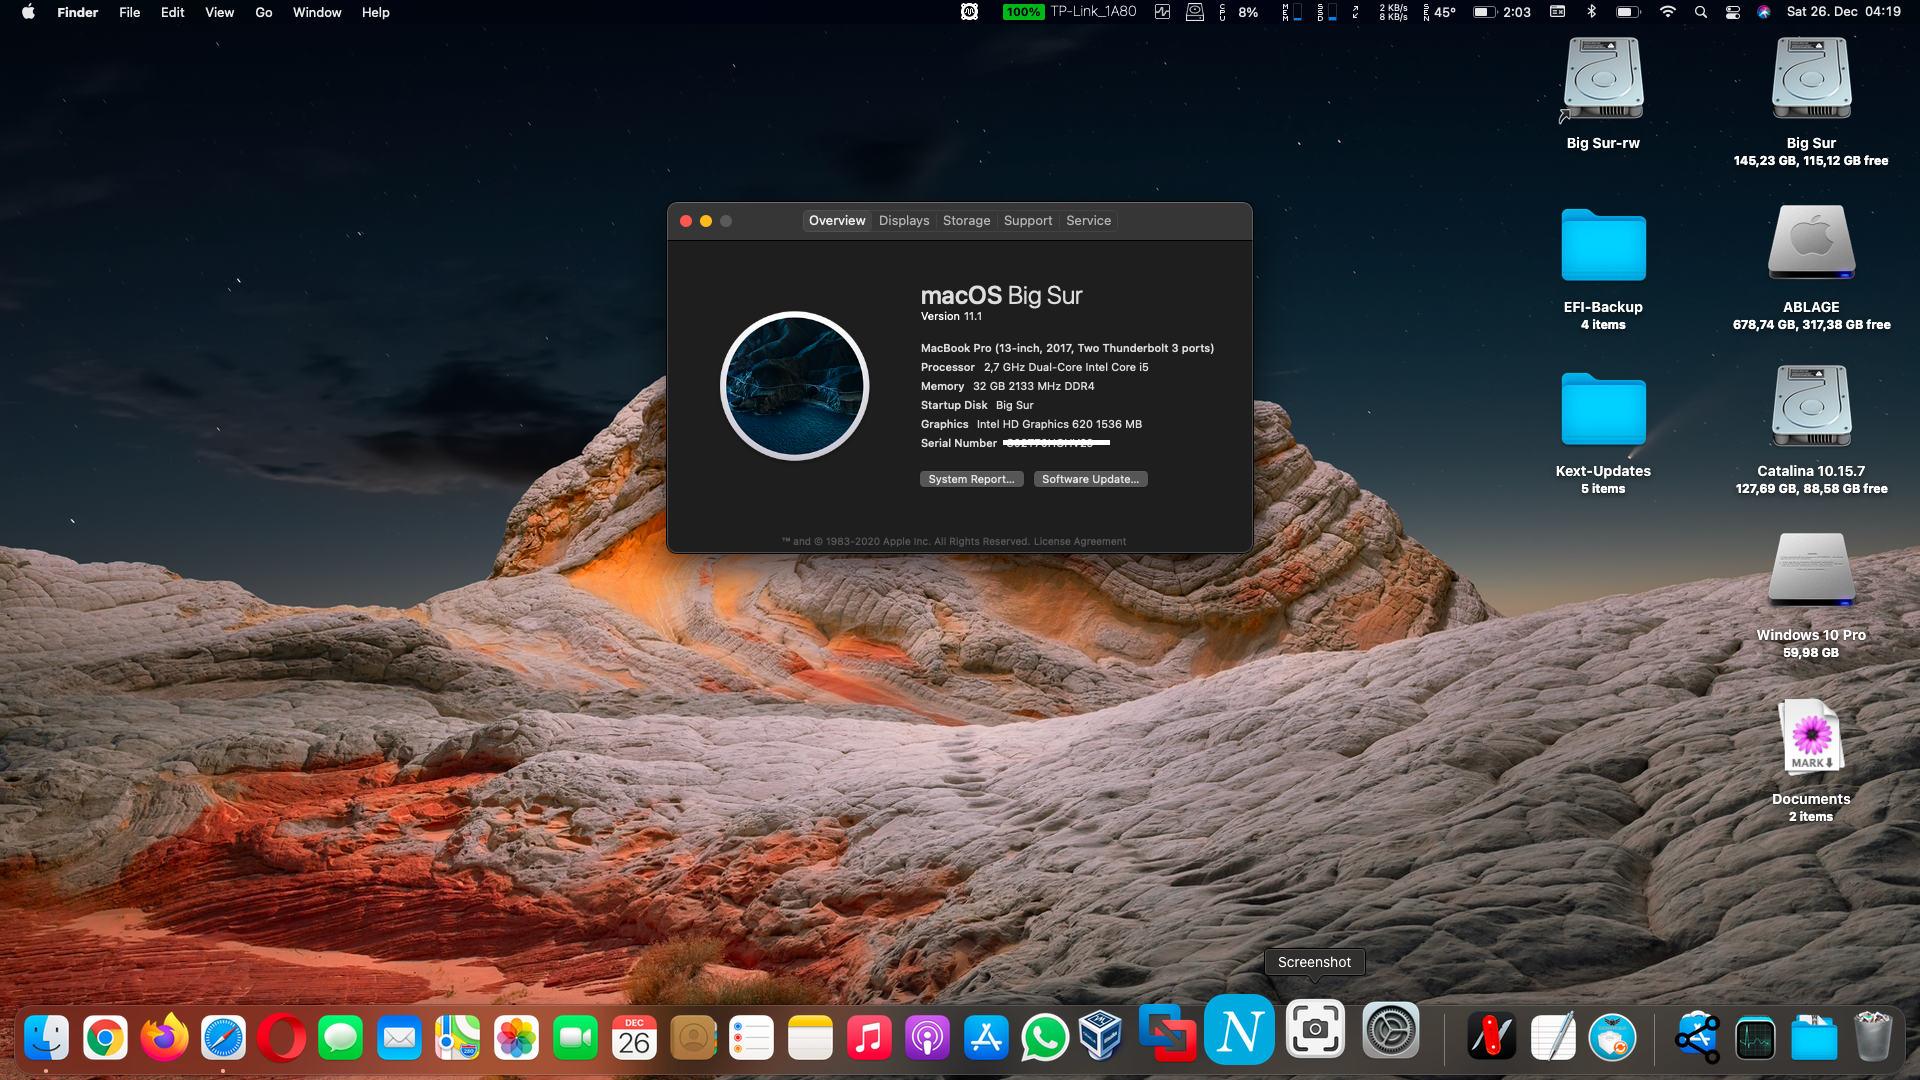 Finder File Edit View Go Window Help
100% TP-Link_1A80
CPU 8% MEM SSD 2 KB/s
8 KB/s SEN 45° 2:03
Sat 26. Dec 04:19
Big Sur-rw
Big Sur
145,23 GB, 115,12 GB free
EFI-Backup
4 items
ABLAGE
678,74 GB, 317,38 GB free
Kext-Updates
5 items
Catalina 10.15.7
127,69 GB, 88,58 GB free
Windows 10 Pro
59,98 GB
MARK
Documents
2 items
Overview Displays Storage Support Service
macOS Big Sur
Version 11.1
MacBook Pro (13-inch, 2017, Two Thunderbolt 3 ports)
Processor 2,7 GHz Dual-Core Intel Core i5
Memory 32 GB 2133 MHz DDR4
Startup Disk Big Sur
Graphics Intel HD Graphics 620 1536 MB
Serial Number
System Report... Software Update...
™ and © 1983-2020 Apple Inc. All Rights Reserved. License Agreement
Screenshot
DEC
26
280
N